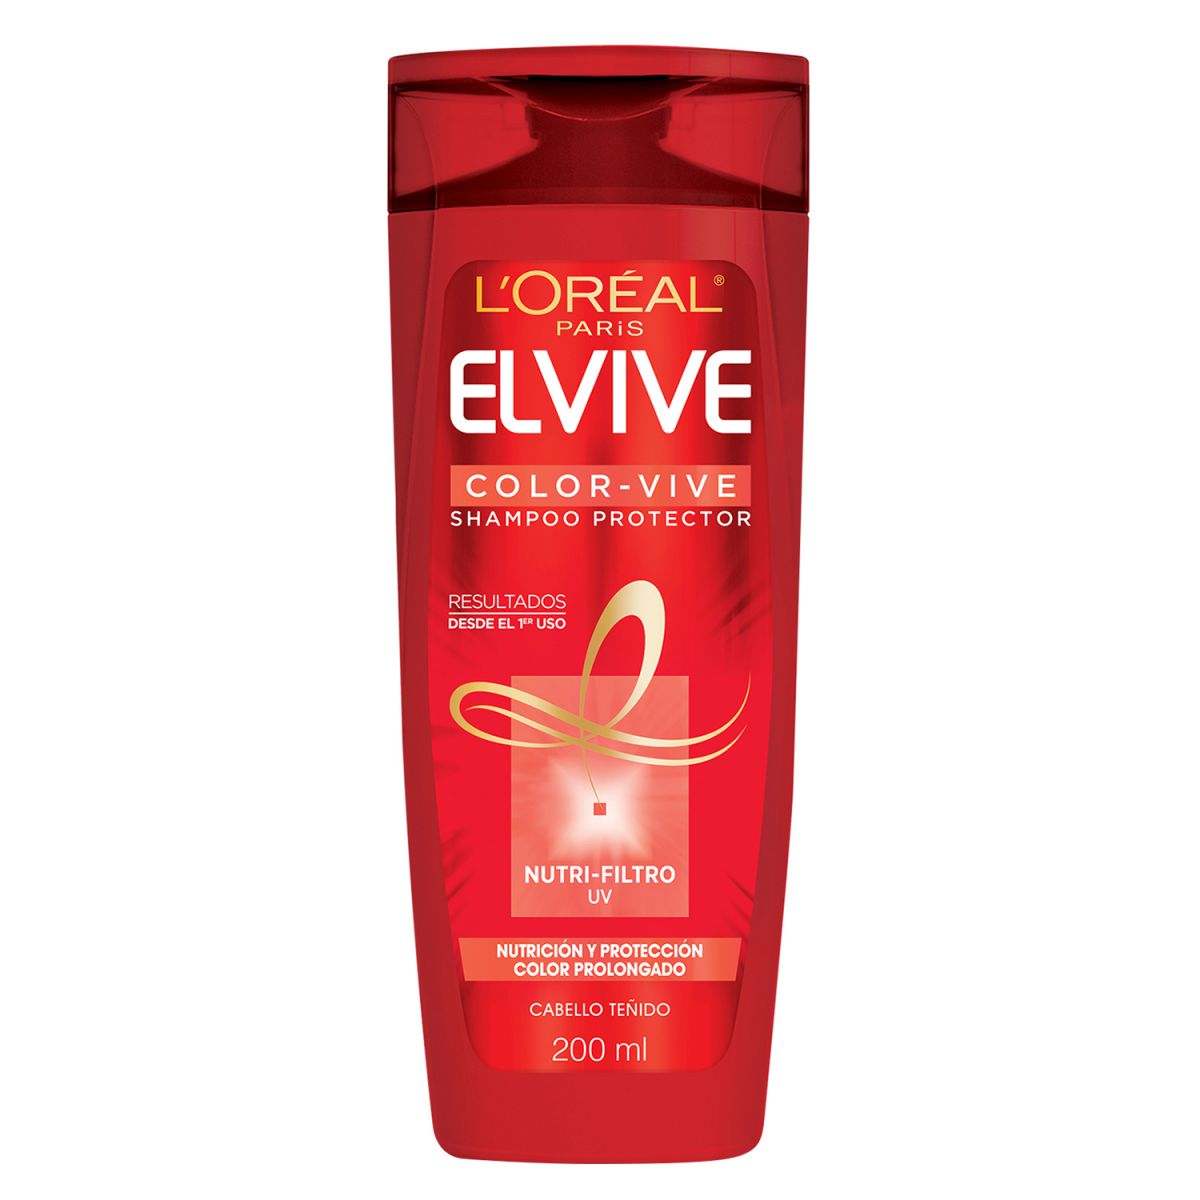 L'ORÉAL®
PARiS
ELVIVE
COLOR-VIVE
SHAMPOO PROTECTOR
RESULTADOS
DESDE EL 1ER USO
NUTRI-FILTRO
UV
NUTRICIÓN Y PROTECCIÓN
COLOR PROLONGADO
CABELLO TEÑIDO
200 ml